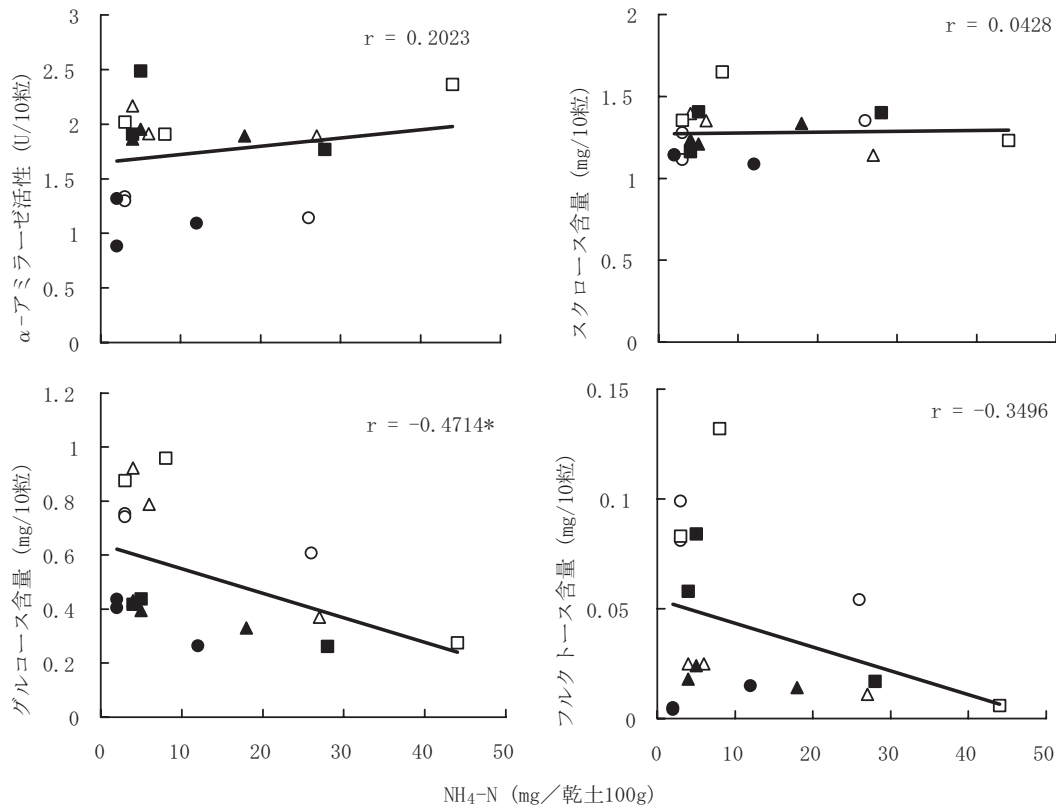 3
2.5
2
1.5
1
0.5
0
α-アミラーゼ活性 (U/10粒)
r = 0.2023
2
1.5
1
0.5
0
スクロース含量 (mg/10粒)
r = 0.0428
1.2
1
0.8
0.6
0.4
0.2
0
グルコース含量 (mg/10粒)
r = -0.4714*
0 10 20 30 40 50
0.15
0.1
0.05
0
フルクトース含量 (mg/10粒)
r = -0.3496
0 10 20 30 40 50
NH₄-N (mg／乾土100g)